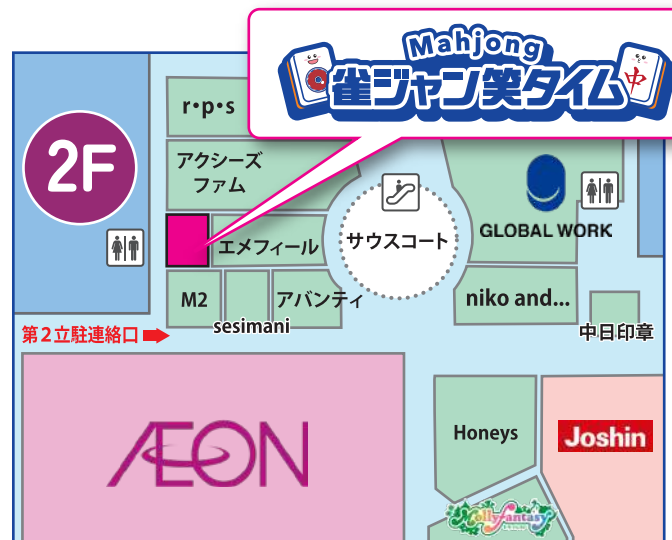 Mahjong
雀ジャン笑タイム
中
2F
r・p・s
アクシーズ
ファム
エメフィール
サウスコート
GLOBAL WORK
M2
sesimani
アバンティ
niko and...
中日印章
第2立駐連絡口
ÆON
Honeys
Joshin
Mollyfantasy